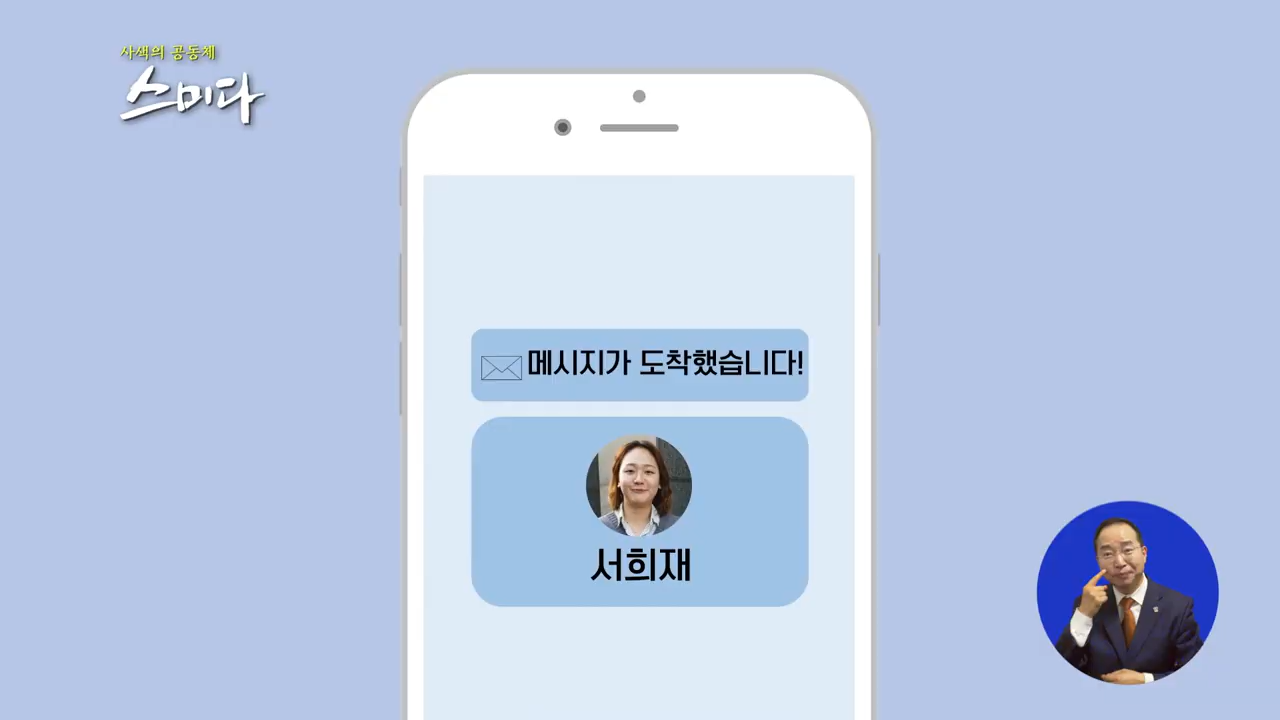 사색의 공동체
스미다
메시지가 도착했습니다!
서희재